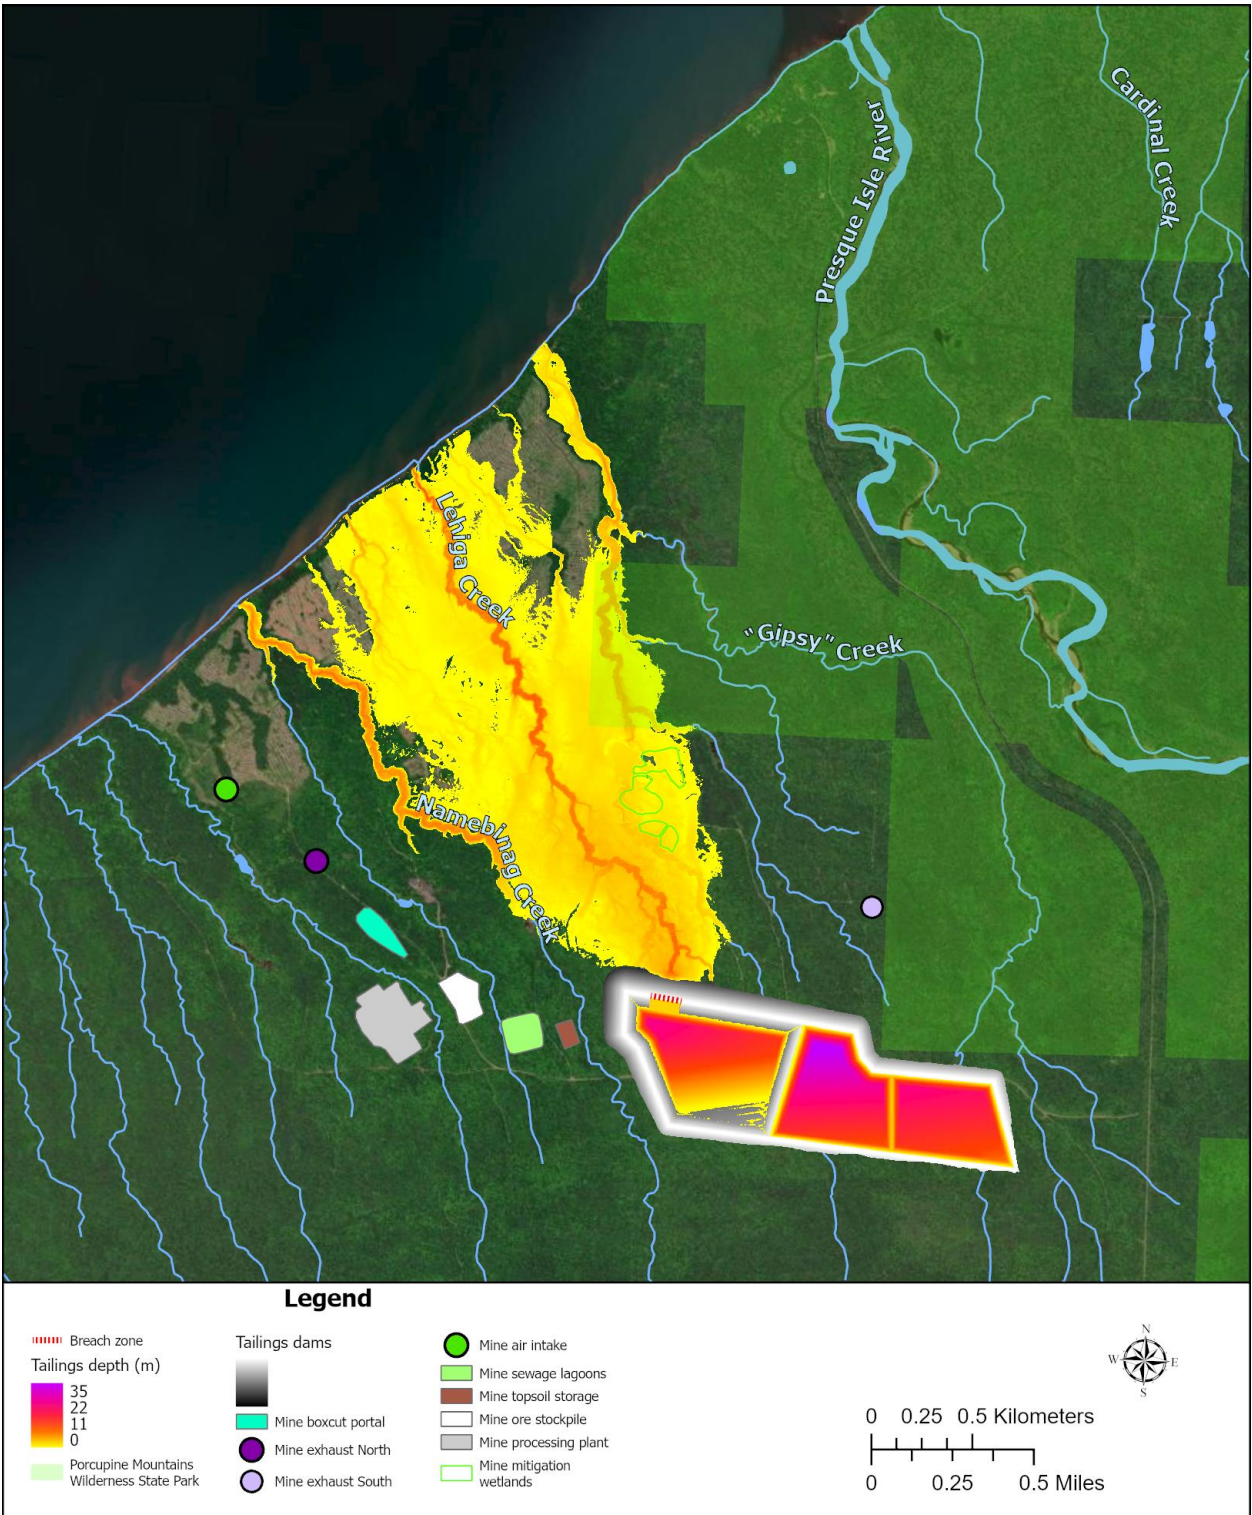 Cardinal Creek
Presque Isle River
Lehiga Creek
"Gipsy" Creek
Namebinag Creek
Legend
Breach zone
Tailings depth (m)
35
22
11
0
Porcupine Mountains
Wilderness State Park
Tailings dams
Mine boxcut portal
Mine exhaust North
Mine exhaust South
Mine air intake
Mine sewage lagoons
Mine topsoil storage
Mine ore stockpile
Mine processing plant
Mine mitigation
wetlands
N
W E
S
0 0.25 0.5 Kilometers
0 0.25 0.5 Miles